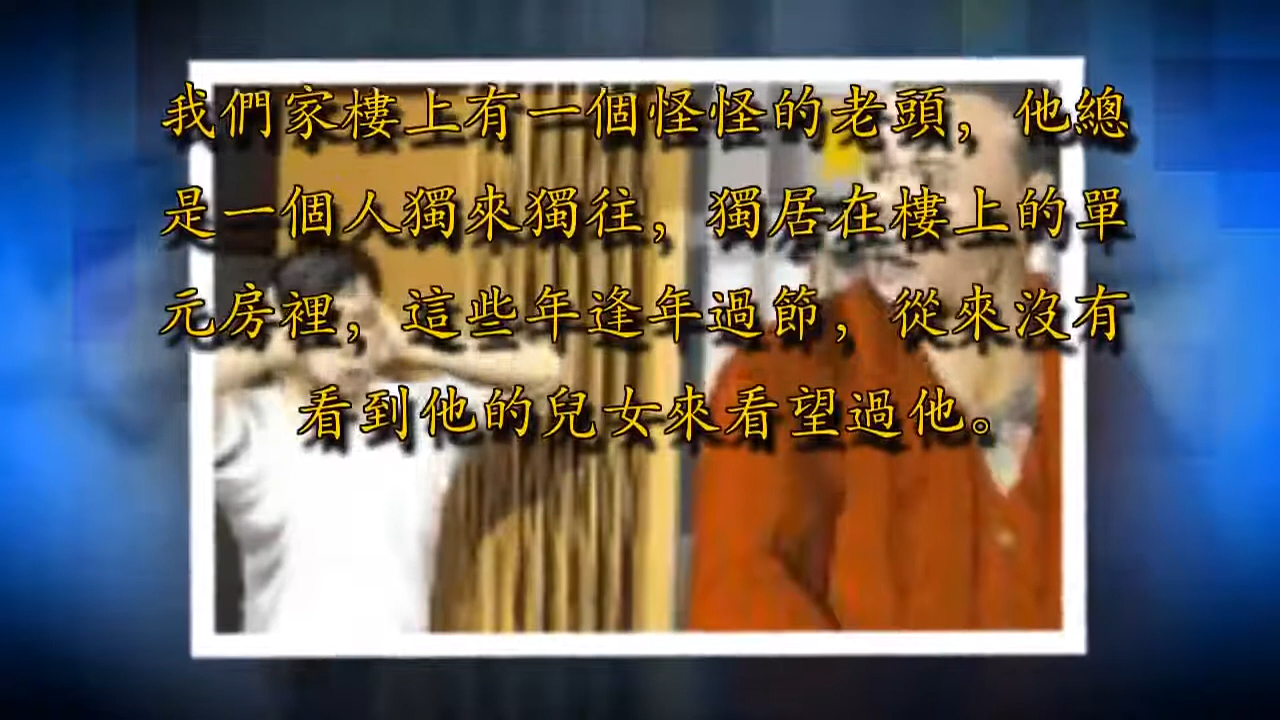 我們家樓上有一個怪怪的老頭，他總
是一個人獨來獨往，獨居在樓上的單
元房裡，這些年逢年過節，從來沒有
看到他的兒女來看望過他。